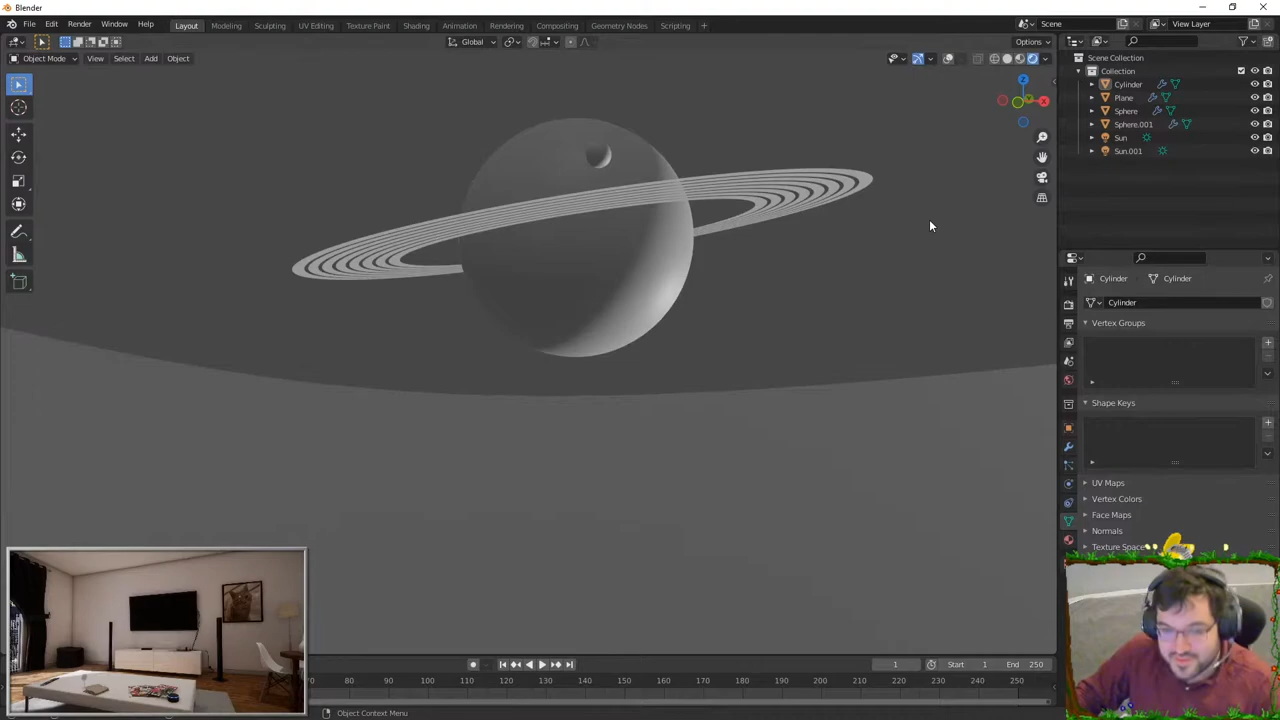 Blender
File Edit Render Window Help Layout Modeling Sculpting UV Editing Texture Paint Shading Animation Rendering Compositing Geometry Nodes Scripting + Scene View Layer
Global Options
Object Mode View Select Add Object
Scene Collection
Collection
Cylinder
Plane
Sphere
Sphere.001
Sun
Sun.001
Z
X
Cylinder Cylinder
Cylinder
Vertex Groups
Shape Keys
UV Maps
Vertex Colors
Face Maps
Normals
Texture Space
1 Start 1 End 250
70 80 90 100 110 120 130 140 150 160 170 180 190 200 210 220 230 240 250
Object Context Menu